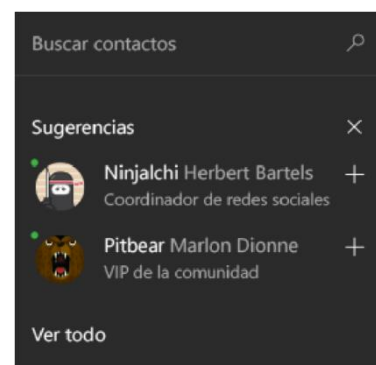 Buscar contactos
Sugerencias
Ninjalchi Herbert Bartels
Coordinador de redes sociales
Pitbear Marlon Dionne
VIP de la comunidad
Ver todo